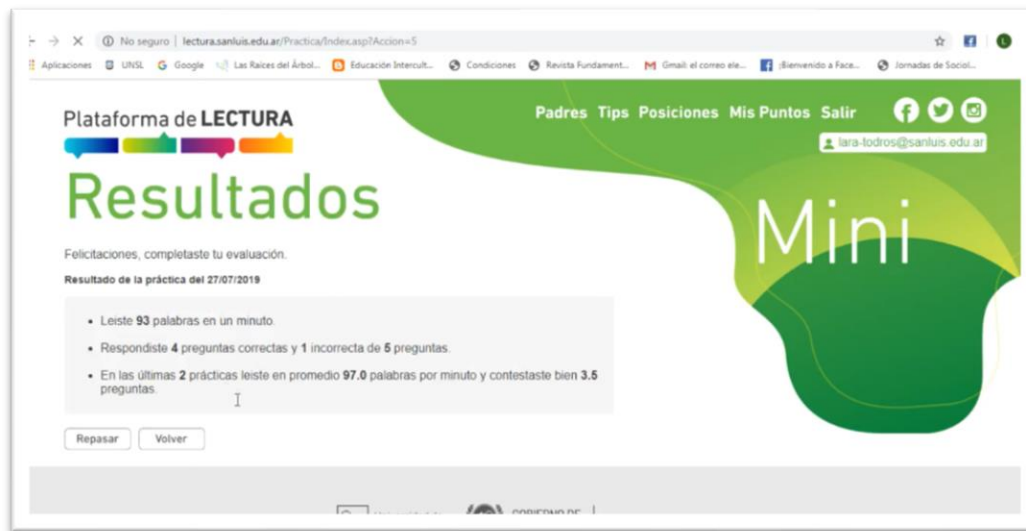 No seguro | lectura.sanluis.edu.ar/Practica/Index.asp?Accion=5
Aplicaciones UNSL Google Las Raíces del Árbol... Educación Intercult... Condiciones Revista Fundament... Gmail: el correo ele... ¡Bienvenido a Face... Jornadas de Sociol...
Plataforma de LECTURA
Padres Tips Posiciones Mis Puntos Salir
lara-todros@sanluis.edu.ar
Resultados
Mini
Felicitaciones, completaste tu evaluación.
Resultado de la práctica del 27/07/2019
• Leiste 93 palabras en un minuto.
• Respondiste 4 preguntas correctas y 1 incorrecta de 5 preguntas.
• En las últimas 2 prácticas leiste en promedio 97.0 palabras por minuto y contestaste bien 3.5
preguntas.
Repasar Volver
GOBIERNO DE